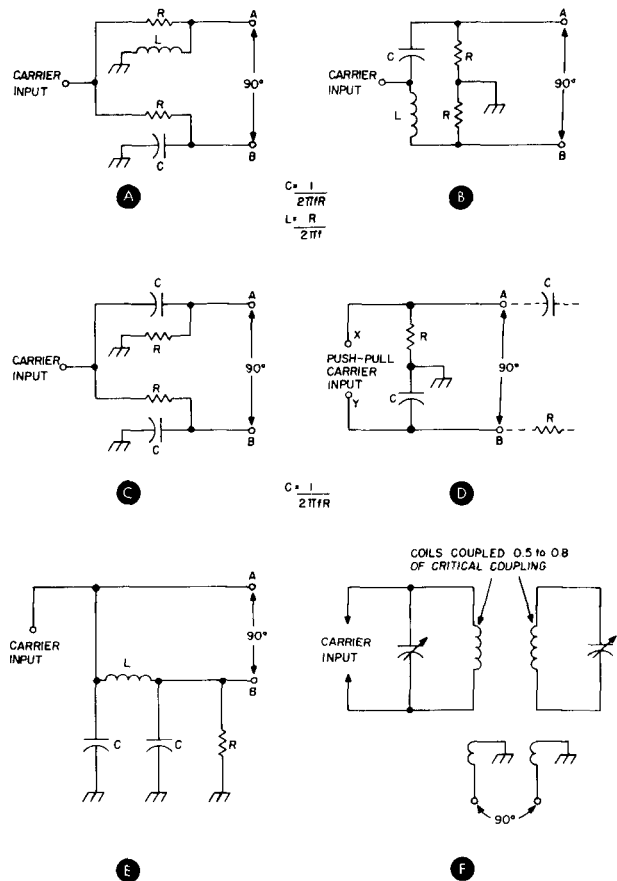 R
A
L
CARRIER
INPUT
90°
R
C
B
A
A
C
R
CARRIER
INPUT
90°
L
R
B
B
C = 1
2πfR
L = R
2πf
C
A
R
CARRIER
INPUT
90°
R
C
B
C
A
C
X
R
PUSH-PULL
CARRIER
INPUT
90°
C
Y
R
B
D
C = 1
2πfR
A
CARRIER
INPUT
90°
L
B
C
C
R
E
COILS COUPLED 0.5 to 0.8
OF CRITICAL COUPLING
CARRIER
INPUT
90°
F